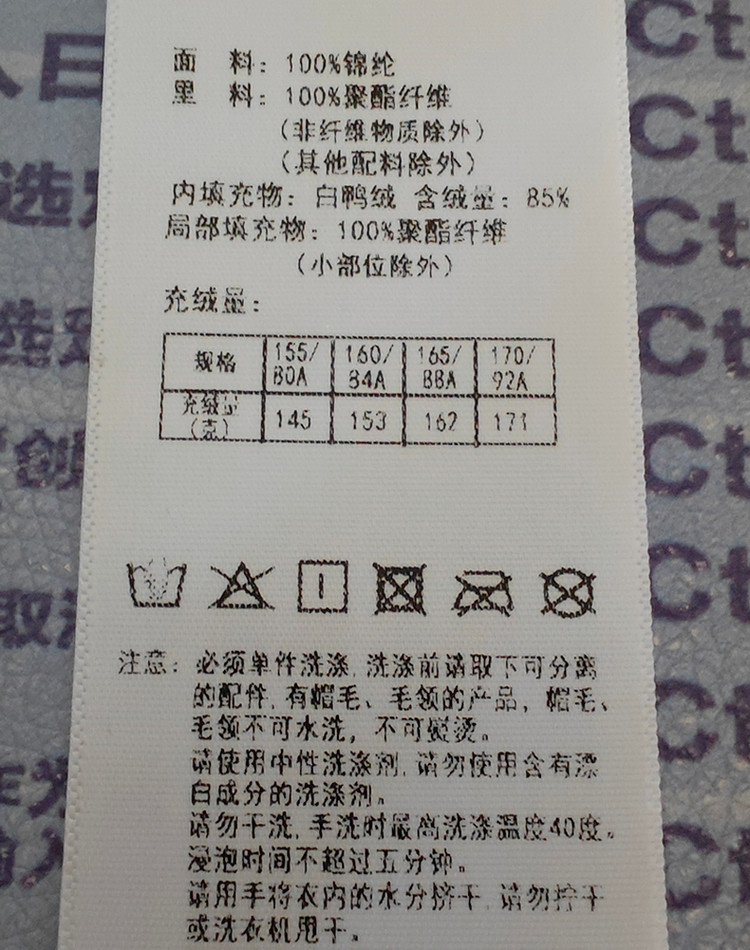 面 料：100%锦纶
里 料：100%聚酯纤维
（非纤维物质除外）
（其他配料除外）
内填充物：白鸭绒 含绒量：85%
局部填充物：100%聚酯纤维
（小部位除外）
充绒量：
规格 155/80A 160/84A 165/88A 170/92A
充绒量（克） 145 153 162 171
注意：必须单件洗涤，洗涤前请取下可分离
的配件，有帽毛、毛领的产品，帽毛、
毛领不可水洗，不可熨烫。
请使用中性洗涤剂，请勿使用含有漂
白成分的洗涤剂。
请勿干洗，手洗时最高洗涤温度40度。
浸泡时间不超过五分钟。
请用手将衣内的水分挤干，请勿拧干
或洗衣机甩干。
Ct
Ct
Ct
Ct
Ct
Ct
Ct
Ct